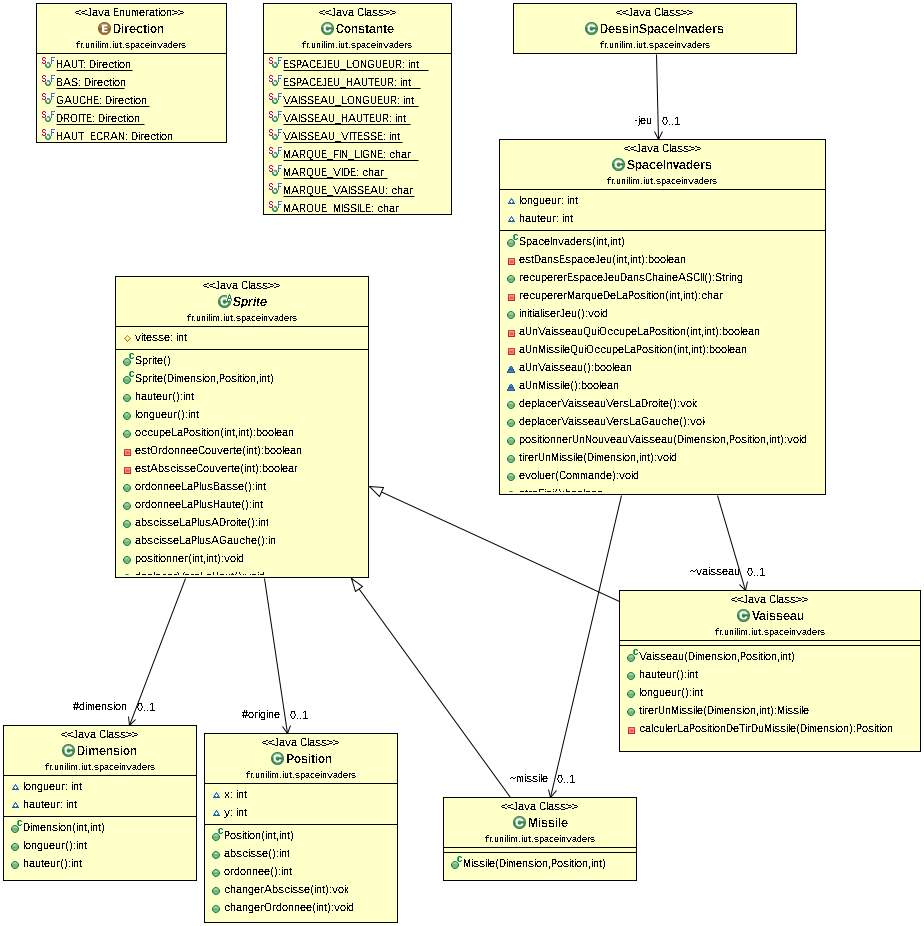 <<Java Enumeration>>
Direction
fr.unilim.iut.spaceinvaders
HAUT: Direction
BAS: Direction
GAUCHE: Direction
DROITE: Direction
HAUT_ECRAN: Direction
<<Java Class>>
Constante
fr.unilim.iut.spaceinvaders
ESPACEJEU_LONGUEUR: int
ESPACEJEU_HAUTEUR: int
VAISSEAU_LONGUEUR: int
VAISSEAU_HAUTEUR: int
VAISSEAU_VITESSE: int
MARQUE_FIN_LIGNE: char
MARQUE_VIDE: char
MARQUE_VAISSEAU: char
MARQUE_MISSILE: char
<<Java Class>>
DessinSpaceInvaders
fr.unilim.iut.spaceinvaders
-jeu 0..1
<<Java Class>>
SpaceInvaders
fr.unilim.iut.spaceinvaders
longueur: int
hauteur: int
SpaceInvaders(int,int)
estDansEspaceJeu(int,int):boolean
recupererEspaceJeuDansChaineASCII():String
recupererMarqueDeLaPosition(int,int):char
initialiserJeu():void
aUnVaisseauQuiOccupeLaPosition(int,int):boolean
aUnMissileQuiOccupeLaPosition(int,int):boolean
aUnVaisseau():boolean
aUnMissile():boolean
deplacerVaisseauVersLaDroite():voi
deplacerVaisseauVersLaGauche():voi
positionnerUnNouveauVaisseau(Dimension,Position,int):void
tirerUnMissile(Dimension,int):void
evoluer(Commande):void
<<Java Class>>
Sprite
fr.unilim.iut.spaceinvaders
vitesse: int
Sprite()
Sprite(Dimension,Position,int)
hauteur():int
longueur():int
occupeLaPosition(int,int):boolean
estOrdonneeCouverte(int):boolean
estAbscisseCouverte(int):boolean
ordonneeLaPlusBasse():int
ordonneeLaPlusHaute():int
abscisseLaPlusADroite():int
abscisseLaPlusAGauche():in
positionner(int,int):void
~vaisseau 0..1
<<Java Class>>
Vaisseau
fr.unilim.iut.spaceinvaders
Vaisseau(Dimension,Position,int)
hauteur():int
longueur():int
tirerUnMissile(Dimension,int):Missile
calculerLaPositionDeTirDuMissile(Dimension):Position
#dimension 0..1
<<Java Class>>
Dimension
fr.unilim.iut.spaceinvaders
longueur: int
hauteur: int
Dimension(int,int)
longueur():int
hauteur():int
#origine 0..1
<<Java Class>>
Position
fr.unilim.iut.spaceinvaders
x: int
y: int
Position(int,int)
abscisse():int
ordonnee():int
changerAbscisse(int):voi
changerOrdonnee(int):void
~missile 0..1
<<Java Class>>
Missile
fr.unilim.iut.spaceinvaders
Missile(Dimension,Position,int)